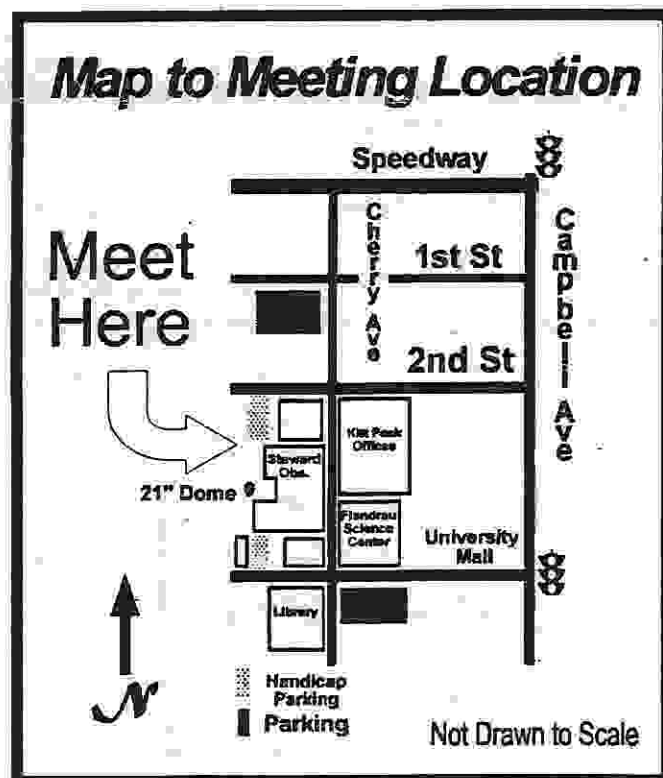 Map to Meeting Location
Speedway
Cherry Ave
Campbell Ave
1st St
Meet
Here
2nd St
Kitt Peak
Offices
Steward
Obs.
21" Dome
Flandrau
Science
Center
University
Mall
Library
N
Handicap
Parking
Parking
Not Drawn to Scale